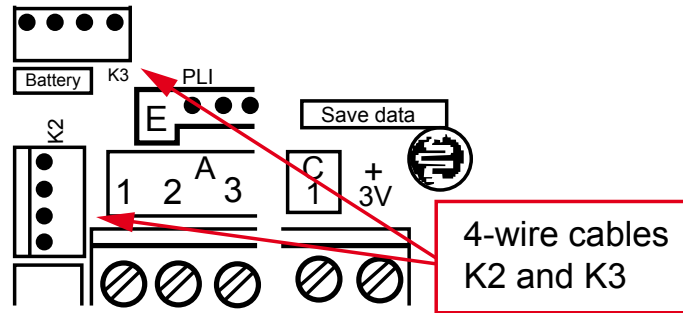 Battery
K3
PLI
E
Save data
K2
A
1 2 3
C
1
+
3V
4-wire cables
K2 and K3